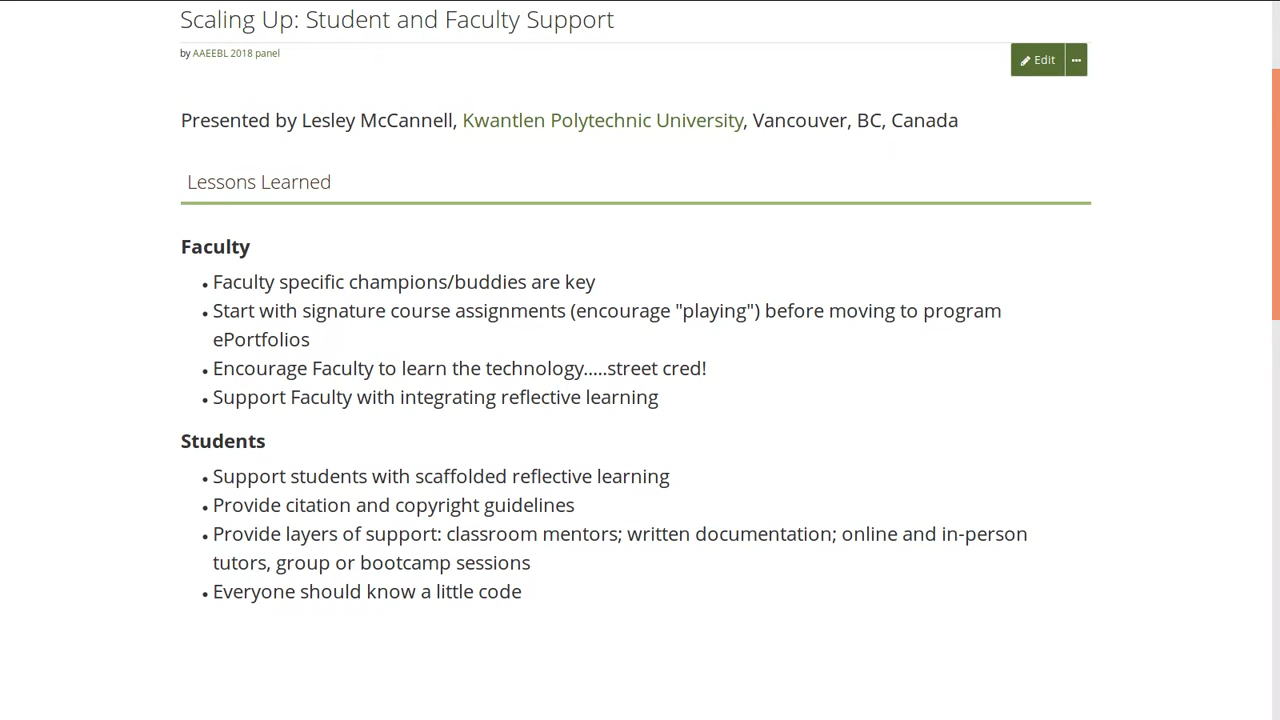 Scaling Up: Student and Faculty Support
by AAEEBL 2018 panel
Edit
Presented by Lesley McCannell, Kwantlen Polytechnic University, Vancouver, BC, Canada
Lessons Learned
Faculty
• Faculty specific champions/buddies are key
• Start with signature course assignments (encourage "playing") before moving to program
ePortfolios
• Encourage Faculty to learn the technology.....street cred!
• Support Faculty with integrating reflective learning
Students
• Support students with scaffolded reflective learning
• Provide citation and copyright guidelines
• Provide layers of support: classroom mentors; written documentation; online and in-person
tutors, group or bootcamp sessions
• Everyone should know a little code